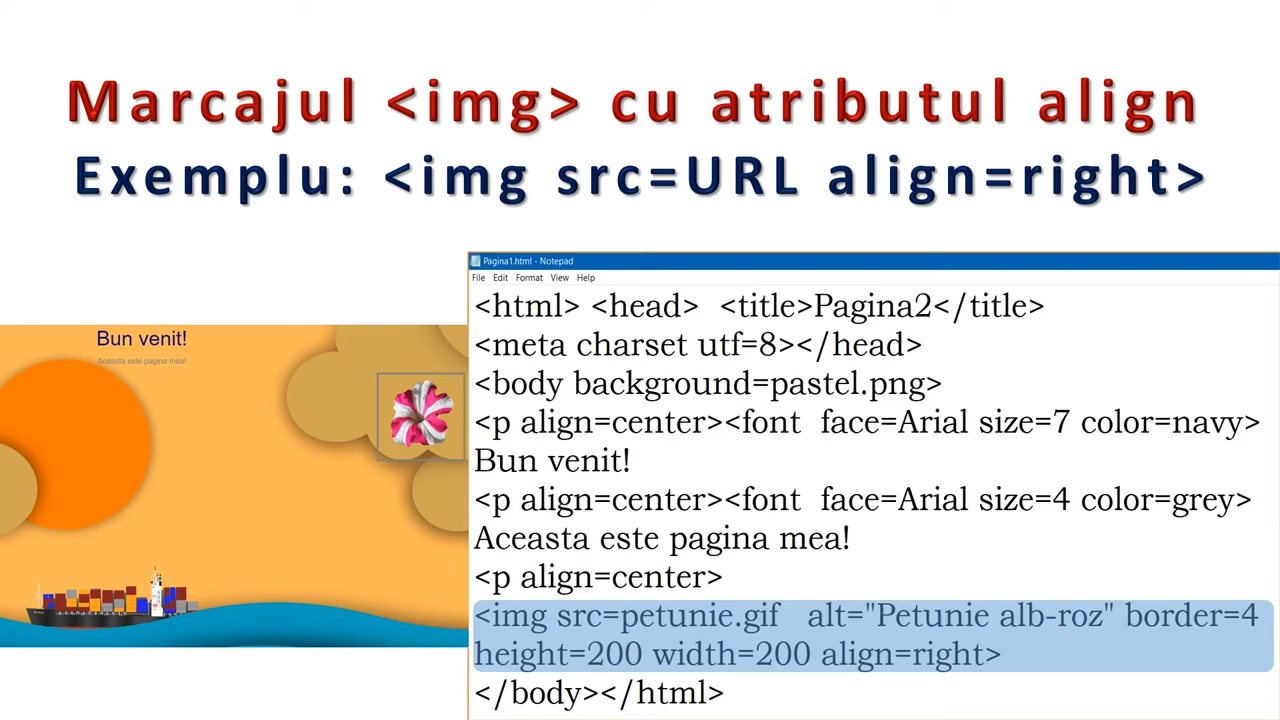 Marcajul <img> cu atributul align
Exemplu: <img src=URL align=right>
Pagina1.html - Notepad
File Edit Format View Help
<html> <head>  <title>Pagina2</title>
<meta charset utf=8></head>
<body background=pastel.png>
<p align=center><font  face=Arial size=7 color=navy>
Bun venit!
<p align=center><font  face=Arial size=4 color=grey>
Aceasta este pagina mea!
<p align=center>
<img src=petunie.gif  alt="Petunie alb-roz" border=4
height=200 width=200 align=right>
</body></html>
Bun venit!
Aceasta este pagina mea!